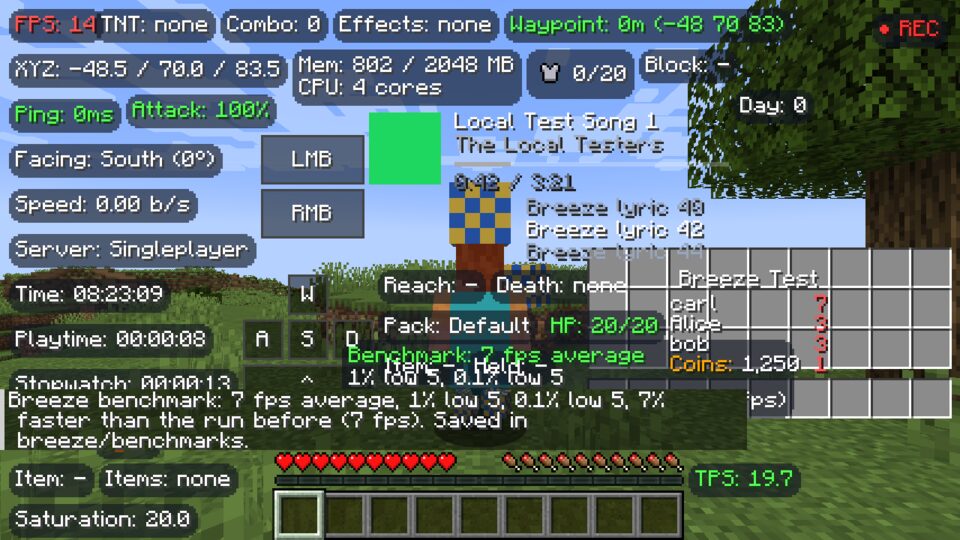 FPS: 14
TNT: none
Combo: 0
Effects: none
Waypoint: 0m (-48 70 83)
REC
XYZ: -48.5 / 70.0 / 83.5
Mem: 802 / 2048 MB
CPU: 4 cores
0/20
Block: -
Day: 0
Ping: 0ms
Attack: 100%
Local Test Song 1
The Local Testers
0:42 / 3:21
Facing: South (0°)
LMB
Speed: 0.00 b/s
RMB
Breeze lyric 40
Breeze lyric 42
Breeze lyric 44
Server: Singleplayer
Reach: -
Death: none
Breeze Test
Time: 08:23:09
W
carl 7
Alice 3
bob 3
Coins: 1,250 1
Pack: Default
HP: 20/20
Playtime: 00:00:08
A
S
D
Benchmark: 7 fps average
1% low 5, 0.1% low 5
Stopwatch: 00:00:13
Breeze benchmark: 7 fps average, 1% low 5, 0.1% low 5, 7%
faster than the run before (7 fps). Saved in
breeze/benchmarks.
fps)
Item: -
Items: none
TPS: 19.7
Saturation: 20.0